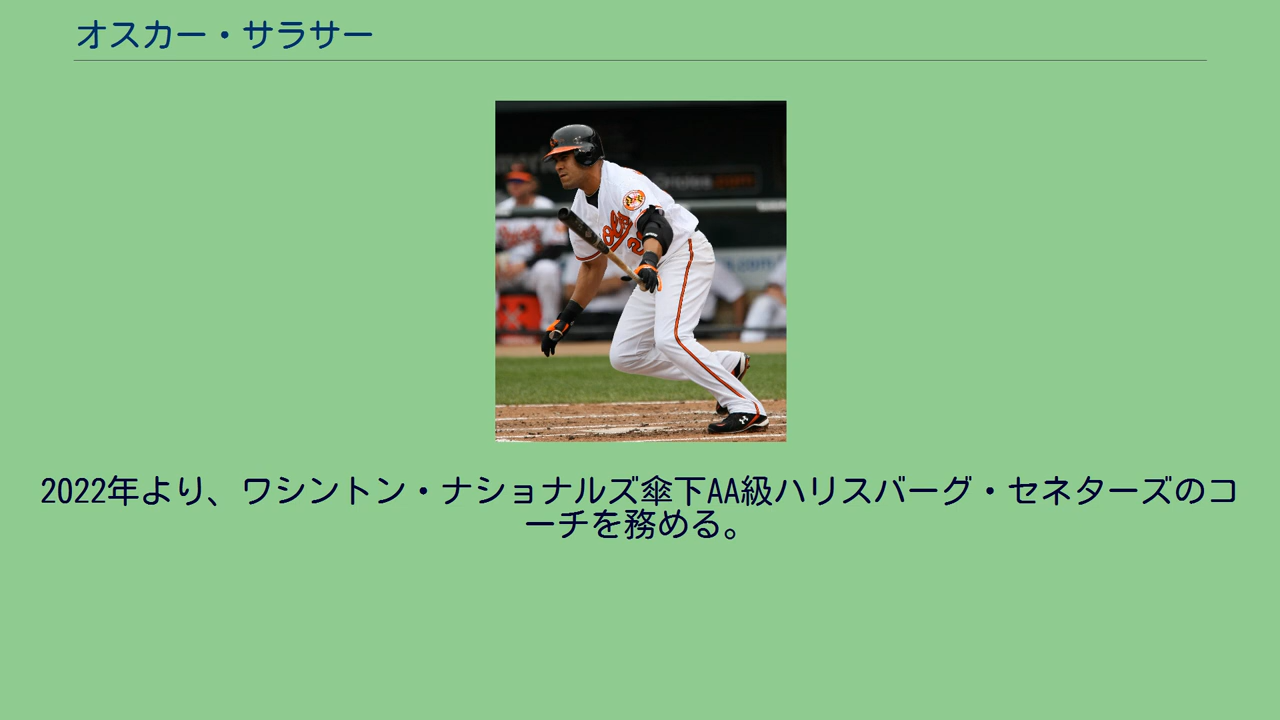 オスカー・サラサー
2022年より、ワシントン・ナショナルズ傘下AA級ハリスバーグ・セネターズのコ
ーチを務める。